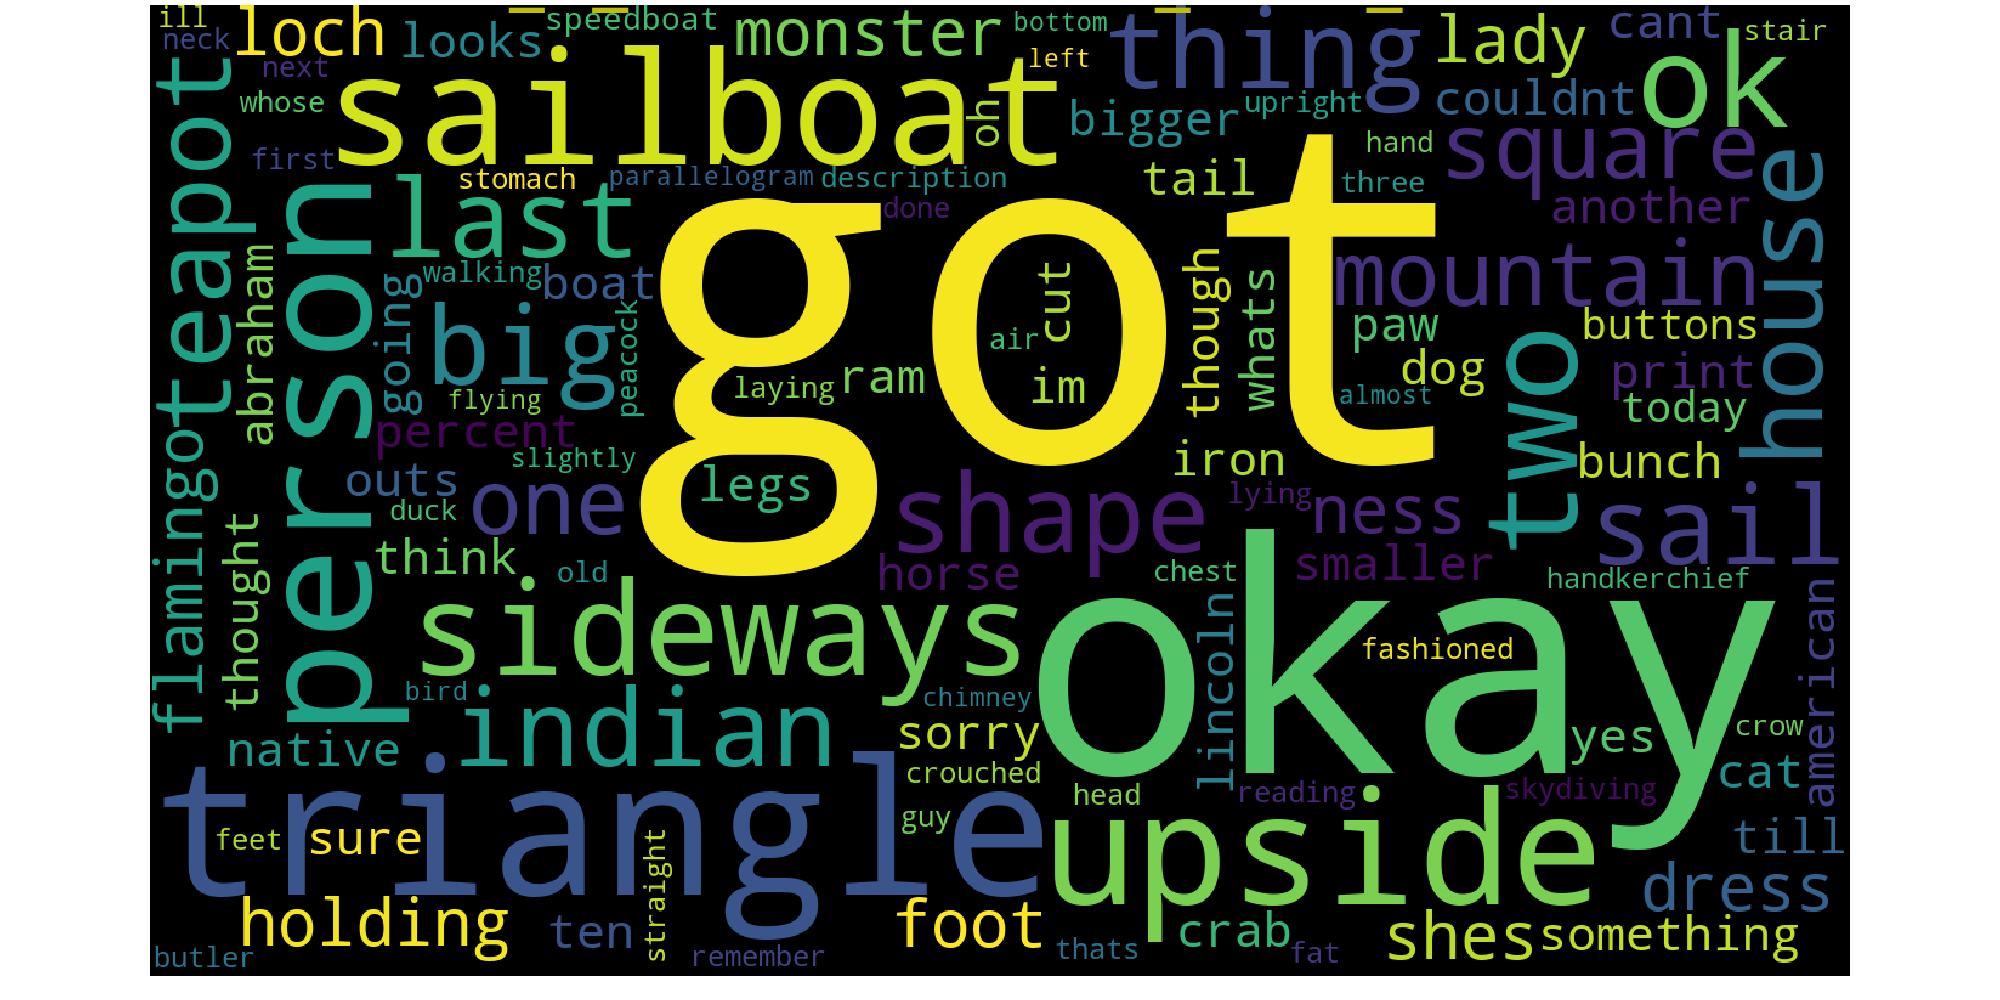 ill
speedboat
bottom
neck
loch
looks
monster
thing
lady
cant
stair
next
left
ok
whose
sailboat
oh
bigger
upright
couldnt
first
hand
square
stomach
parallelogram
description
tail
three
another
teapot
person
last
done
got
house
abraham
going
walking
boat
cut
though
whats
mountain
big
peacock
air
paw
buttons
flying
laying
ram
im
dog
print
almost
two
today
percent
slightly
flamingo
outs
one
legs
iron
bunch
duck
shape
lying
ness
sail
thought
think
old
horse
chest
smaller
handkerchief
sideways
okay
lincoln
fashioned
american
bird
indian
chimney
native
sorry
yes
crow
crouched
head
reading
skydiving
cat
triangle
guy
upside
feet
sure
straight
till
dress
holding
ten
foot
crab
shes
something
butler
remember
thats
fat